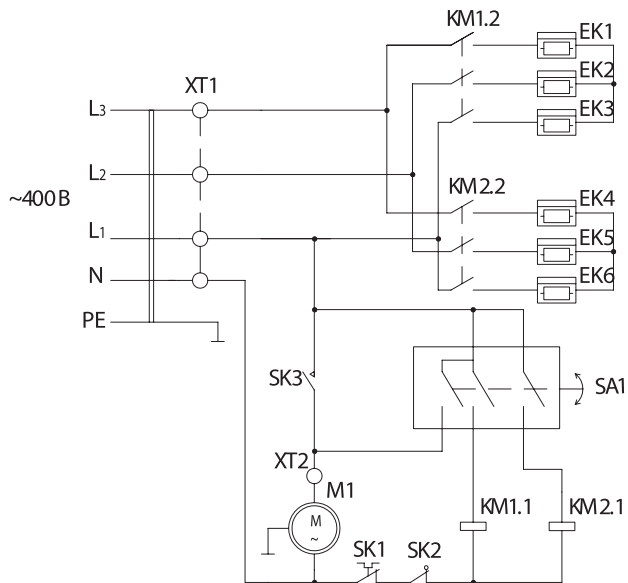 KM1.2
EK1
EK2
EK3
XT1
L3
L2
~400В
L1
N
PE
KM2.2
EK4
EK5
EK6
SK3
SA1
XT2
M1
M
~
KM1.1
KM2.1
SK1
SK2